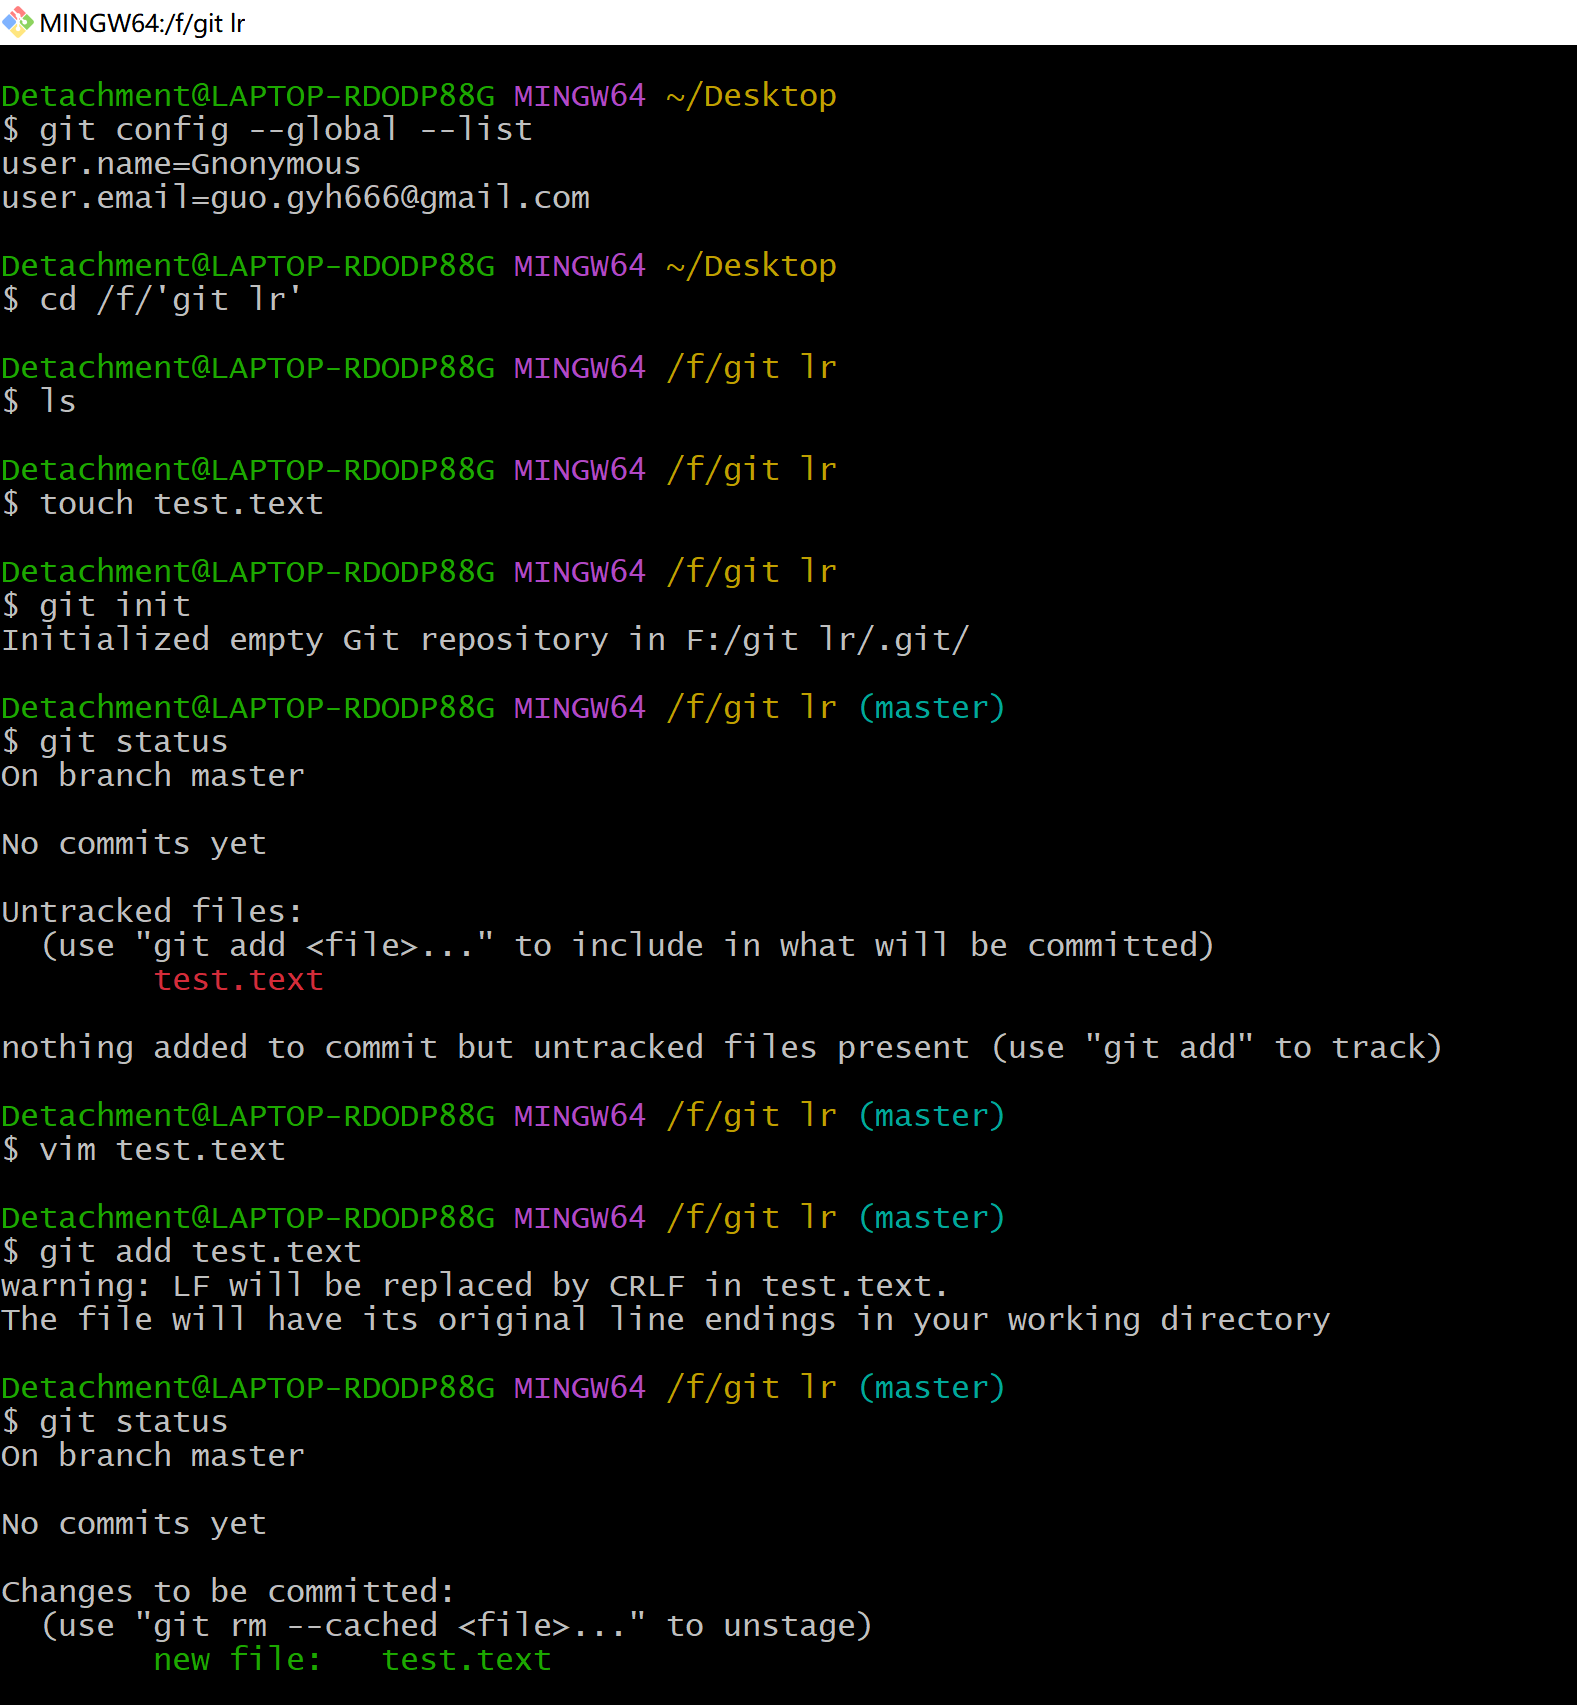 MINGW64:/f/git lr
Detachment@LAPTOP-RDODP88G MINGW64 ~/Desktop
$ git config --global --list
user.name=Gnonymous
user.email=guo.gyh666@gmail.com
Detachment@LAPTOP-RDODP88G MINGW64 ~/Desktop
$ cd /f/'git lr'
Detachment@LAPTOP-RDODP88G MINGW64 /f/git lr
$ ls
Detachment@LAPTOP-RDODP88G MINGW64 /f/git lr
$ touch test.text
Detachment@LAPTOP-RDODP88G MINGW64 /f/git lr
$ git init
Initialized empty Git repository in F:/git lr/.git/
Detachment@LAPTOP-RDODP88G MINGW64 /f/git lr (master)
$ git status
On branch master
No commits yet
Untracked files:
  (use "git add <file>..." to include in what will be committed)
        test.text
nothing added to commit but untracked files present (use "git add" to track)
Detachment@LAPTOP-RDODP88G MINGW64 /f/git lr (master)
$ vim test.text
Detachment@LAPTOP-RDODP88G MINGW64 /f/git lr (master)
$ git add test.text
warning: LF will be replaced by CRLF in test.text.
The file will have its original line endings in your working directory
Detachment@LAPTOP-RDODP88G MINGW64 /f/git lr (master)
$ git status
On branch master
No commits yet
Changes to be committed:
  (use "git rm --cached <file>..." to unstage)
        new file:   test.text